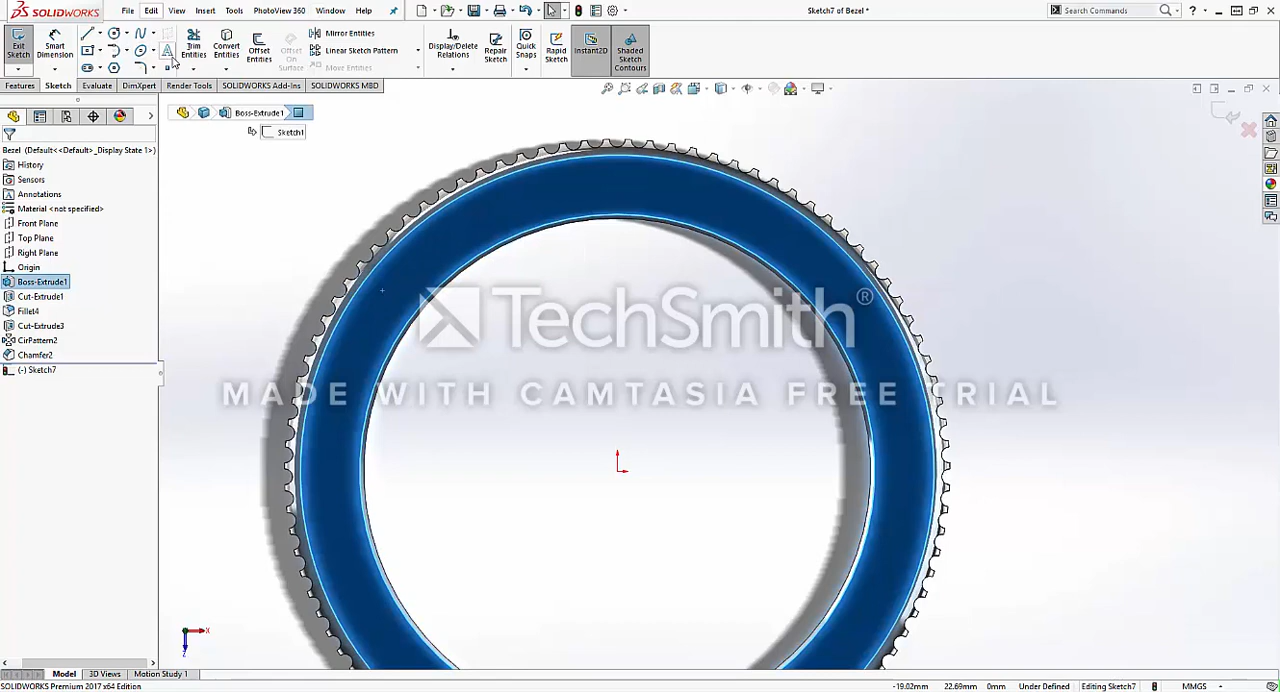 SOLIDWORKS
File Edit View Insert Tools PhotoView 360 Window Help
Sketch7 of Bezel *
Search Commands
Exit Sketch
Smart Dimension
Trim Entities
Convert Entities
Offset Entities
Offset On Surface
Mirror Entities
Linear Sketch Pattern
Move Entities
Display/Delete Relations
Repair Sketch
Quick Snaps
Rapid Sketch
Instant2D
Shaded Sketch Contours
Features Sketch Evaluate DimXpert Render Tools SOLIDWORKS Add-Ins SOLIDWORKS MBD
Boss-Extrude1
Sketch1
Bezel (Default<<Default>_Display State 1>)
History
Sensors
Annotations
Material <not specified>
Front Plane
Top Plane
Right Plane
Origin
Boss-Extrude1
Cut-Extrude1
Fillet4
Cut-Extrude3
CirPattern2
Chamfer2
(-) Sketch7
TechSmith®
MADE WITH CAMTASIA FREE TRIAL
X
Z
Model 3D Views Motion Study 1
SOLIDWORKS Premium 2017 x64 Edition
-19.02mm 22.69mm 0mm Under Defined Editing Sketch7 MMGS